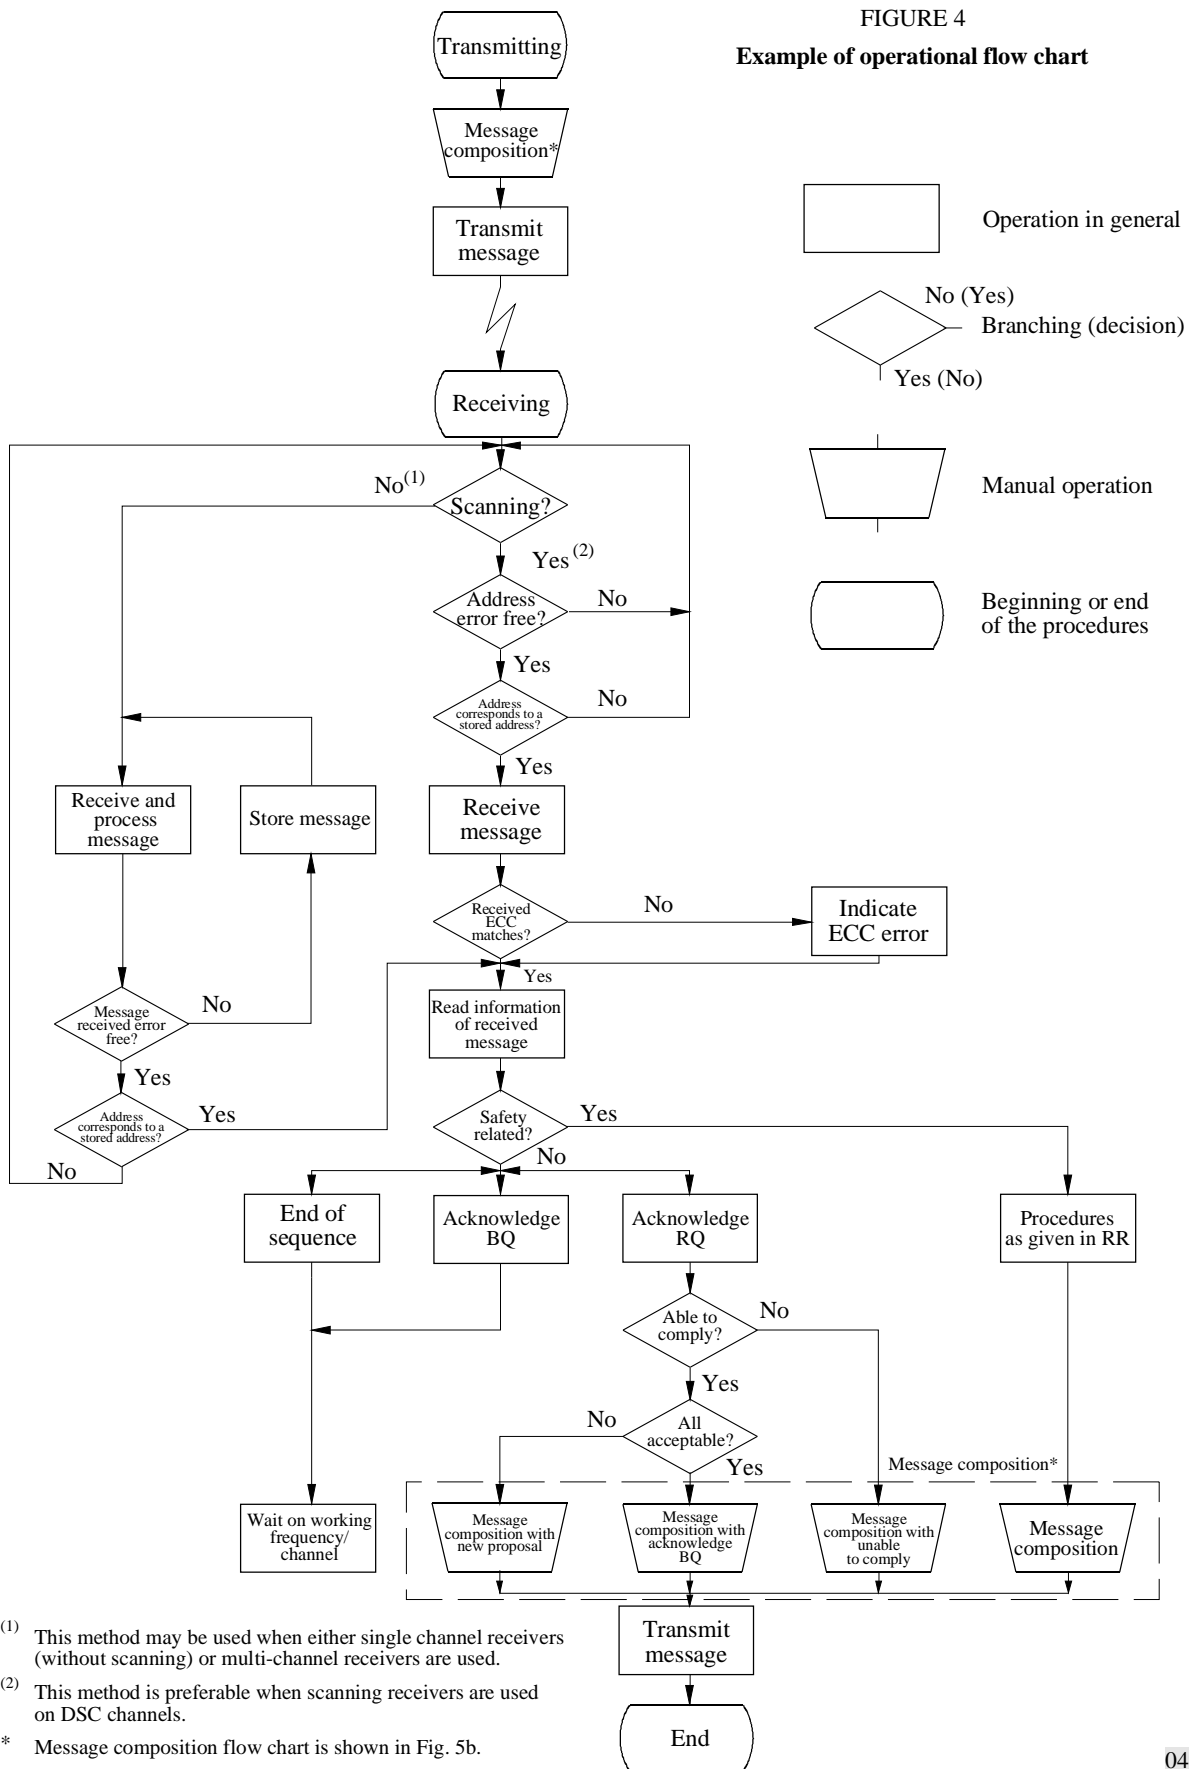 FIGURE 4
Example of operational flow chart
Transmitting
Message
composition*
Transmit
message
Operation in general
No (Yes)
Branching (decision)
Yes (No)
Receiving
Manual operation
No(1)
Scanning?
Yes (2)
Address
error free?
No
Beginning or end
of the procedures
Yes
Address
corresponds to a
stored address?
No
Yes
Receive and
process
message
Store message
Receive
message
Received
ECC
matches?
No
Indicate
ECC error
Yes
Message
received error
free?
No
Read information
of received
message
Yes
Address
corresponds to a
stored address?
Yes
No
Safety
related?
Yes
No
End of
sequence
Acknowledge
BQ
Acknowledge
RQ
Procedures
as given in RR
Able to
comply?
No
Yes
All
acceptable?
No
Yes
Message composition*
Wait on working
frequency/
channel
Message
composition with
new proposal
Message
composition with
acknowledge
BQ
Message
composition with
unable
to comply
Message
composition
Transmit
message
End
(1) This method may be used when either single channel receivers
(without scanning) or multi-channel receivers are used.
(2) This method is preferable when scanning receivers are used
on DSC channels.
* Message composition flow chart is shown in Fig. 5b.
04